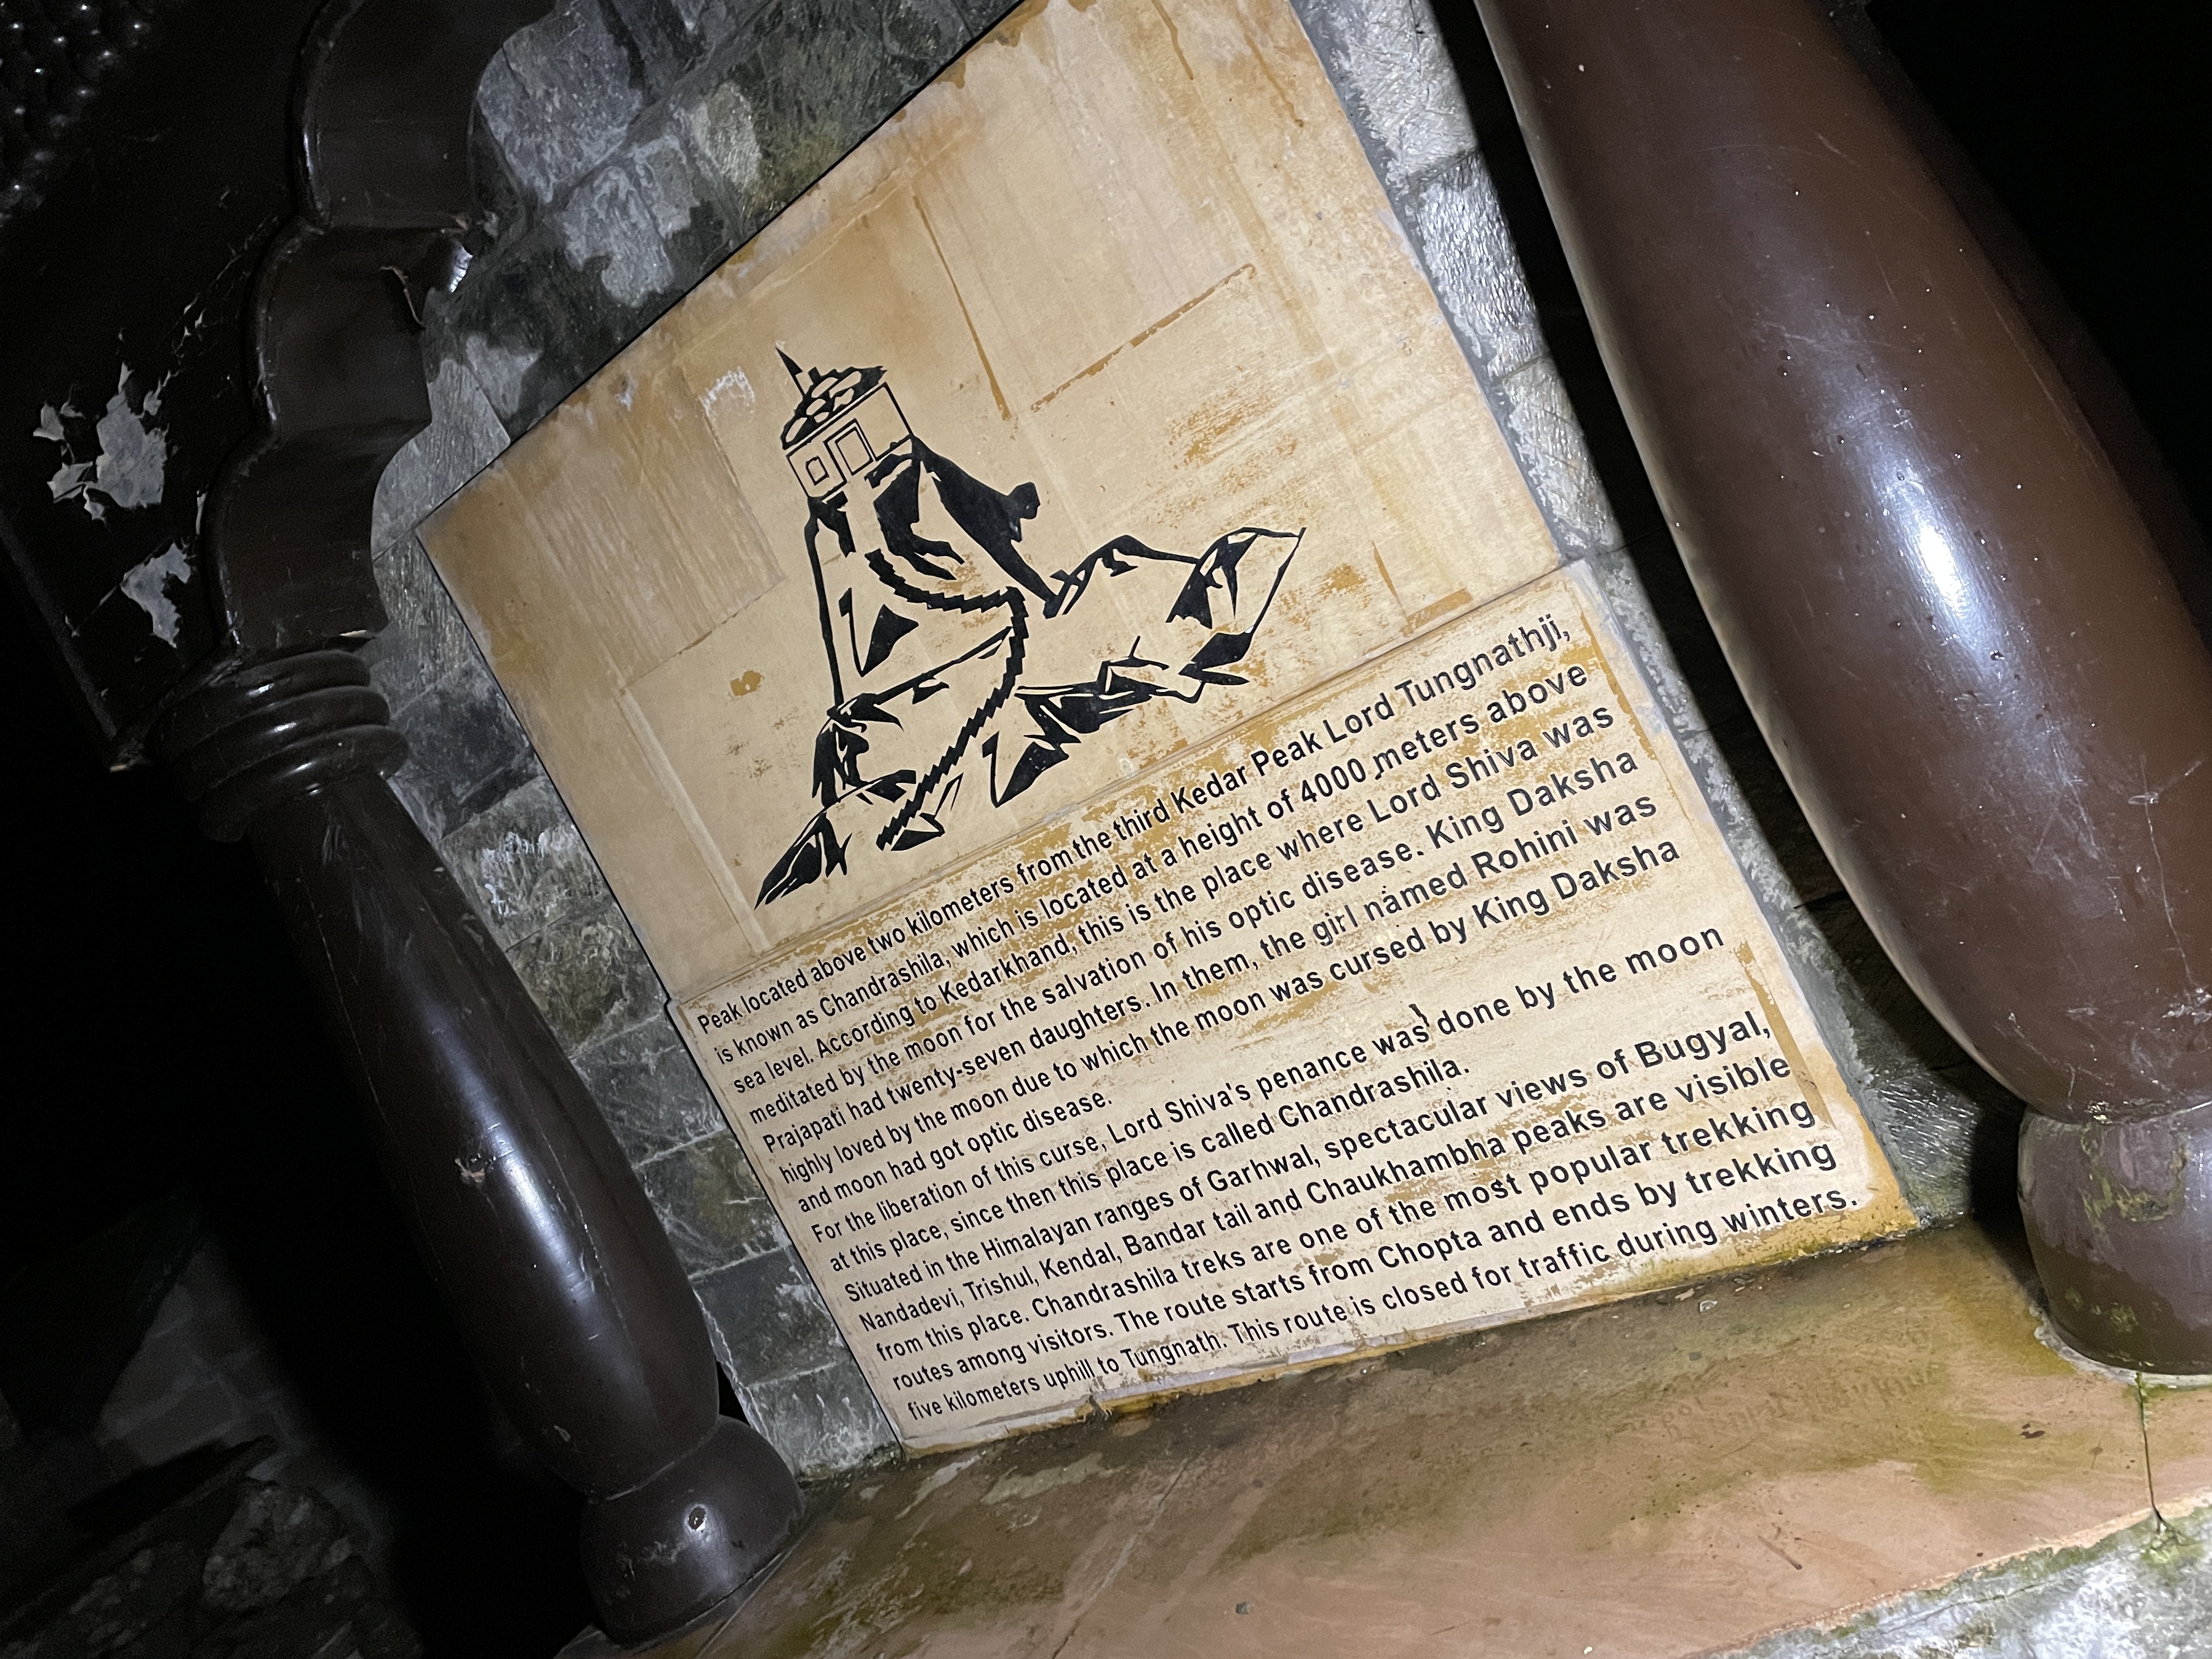 Peak located above two kilometers from the third Kedar Peak Lord Tungnathji,
is known as Chandrashila, which is located at a height of 4000 meters above
sea level. According to Kedarkhand, this is the place where Lord Shiva was
meditated by the moon for the salvation of his optic disease. King Daksha
Prajapati had twenty-seven daughters. In them, the girl named Rohini was
highly loved by the moon due to which the moon was cursed by King Daksha
and moon had got optic disease.
For the liberation of this curse, Lord Shiva's penance was done by the moon
at this place, since then this place is called Chandrashila.
Situated in the Himalayan ranges of Garhwal, spectacular views of Bugyal,
Nandadevi, Trishul, Kendal, Bandar tail and Chaukhambha peaks are visible
from this place. Chandrashila treks are one of the most popular trekking
routes among visitors. The route starts from Chopta and ends by trekking
five kilometers uphill to Tungnath. This route is closed for traffic during winters.